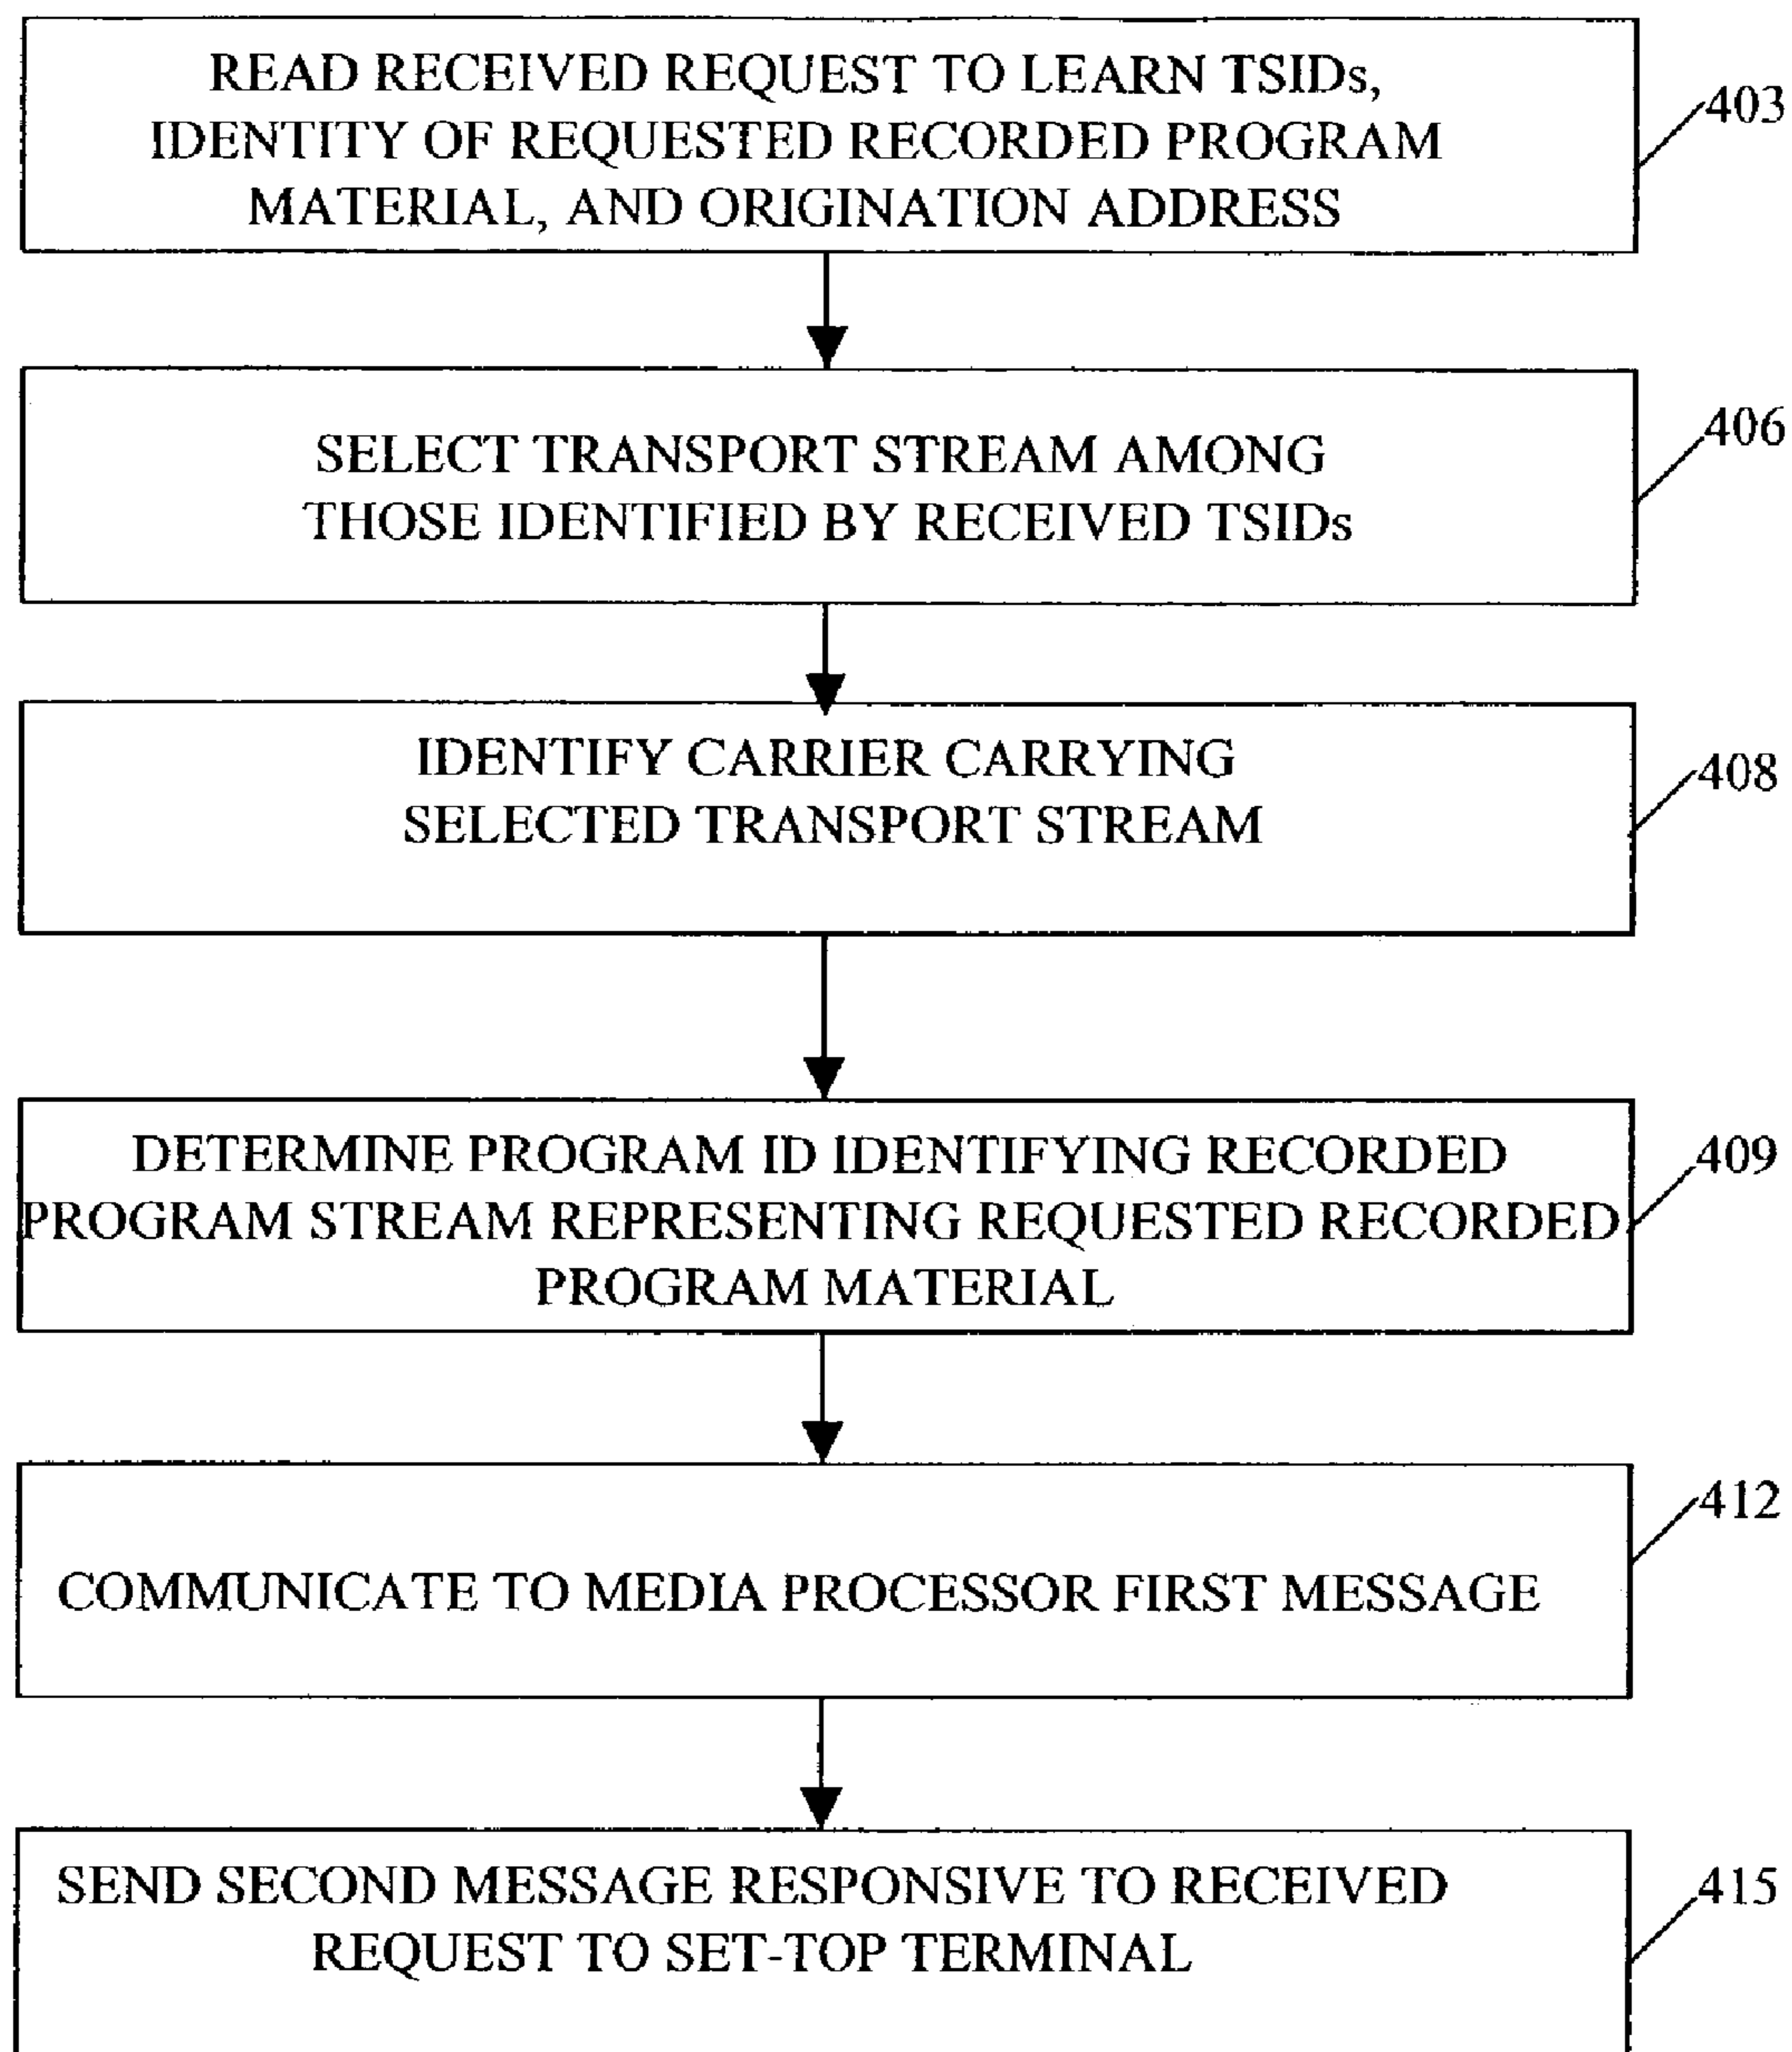 READ RECEIVED REQUEST TO LEARN TSIDs,
IDENTITY OF REQUESTED RECORDED PROGRAM
MATERIAL, AND ORIGINATION ADDRESS
403
SELECT TRANSPORT STREAM AMONG
THOSE IDENTIFIED BY RECEIVED TSIDs
406
IDENTIFY CARRIER CARRYING
SELECTED TRANSPORT STREAM
408
DETERMINE PROGRAM ID IDENTIFYING RECORDED
PROGRAM STREAM REPRESENTING REQUESTED RECORDED
PROGRAM MATERIAL
409
COMMUNICATE TO MEDIA PROCESSOR FIRST MESSAGE
412
SEND SECOND MESSAGE RESPONSIVE TO RECEIVED
REQUEST TO SET-TOP TERMINAL
415